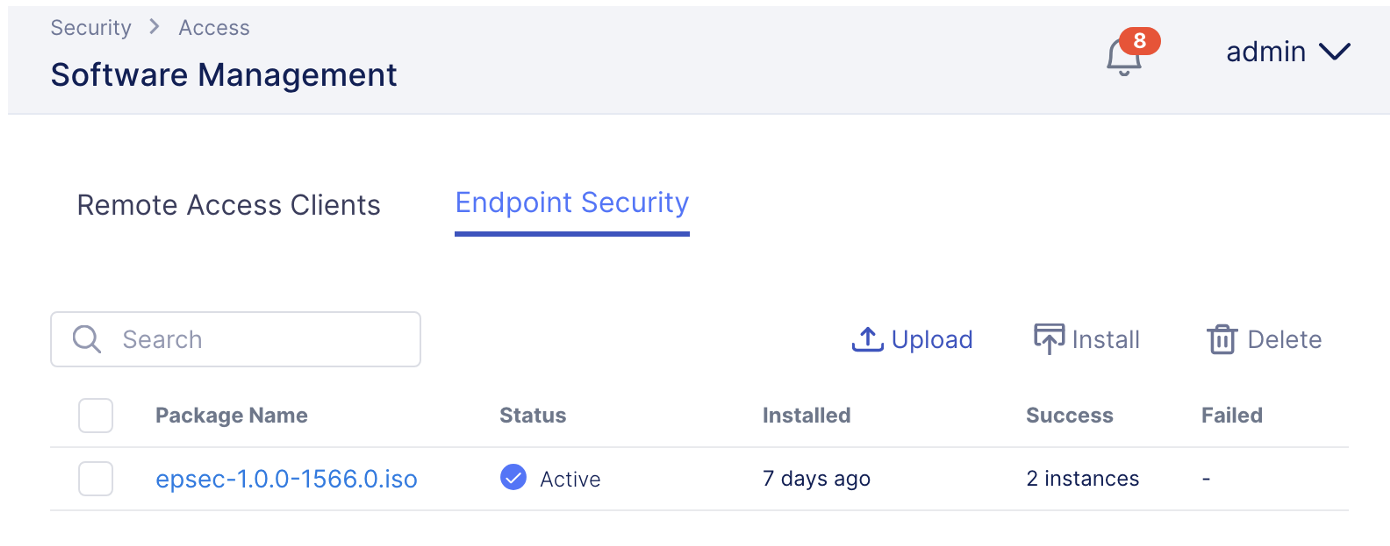 Security > Access
8
admin
Software Management
Remote Access Clients Endpoint Security
Search Upload Install Delete
Package Name Status Installed Success Failed
epsec-1.0.0-1566.0.iso Active 7 days ago 2 instances -